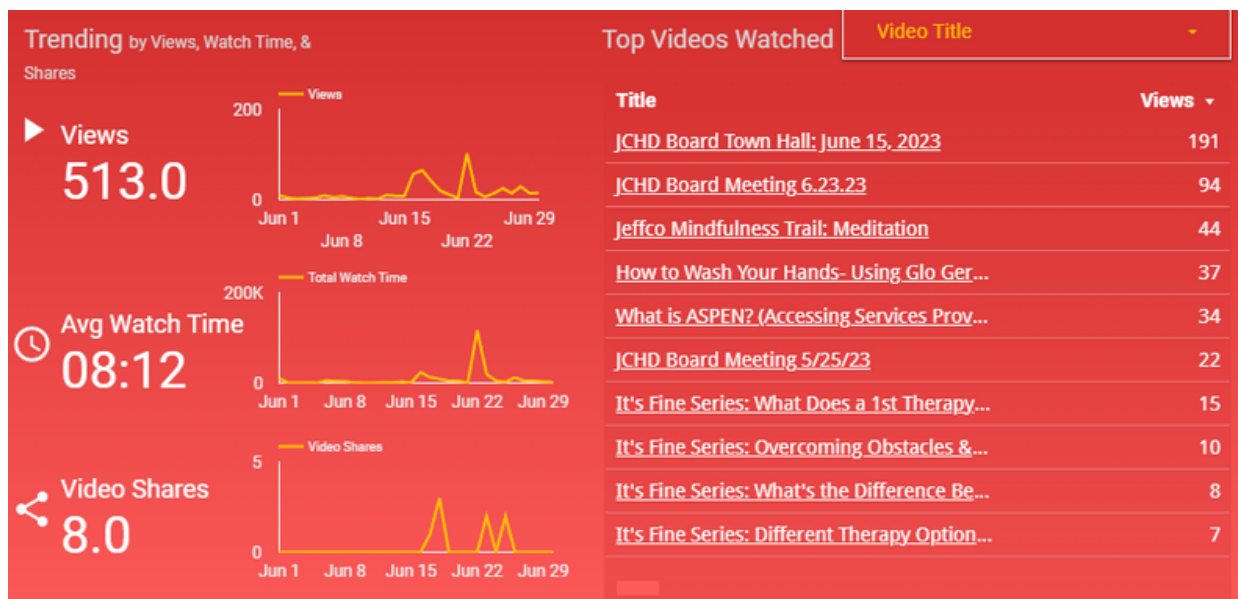 Trending by Views, Watch Time, &
Shares
Views
513.0
Views
200
0
Jun 1
Jun 15
Jun 29
Jun 8
Jun 22
Avg Watch Time
08:12
Total Watch Time
200K
0
Jun 1 Jun 8 Jun 15 Jun 22 Jun 29
Video Shares
8.0
Video Shares
5
0
Jun 1 Jun 8 Jun 15 Jun 22 Jun 29
Top Videos Watched
Video Title
Title Views
JCHD Board Town Hall: June 15, 2023 191
JCHD Board Meeting 6.23.23 94
Jeffco Mindfulness Trail: Meditation 44
How to Wash Your Hands- Using Glo Ger... 37
What is ASPEN? (Accessing Services Prov... 34
JCHD Board Meeting 5/25/23 22
It's Fine Series: What Does a 1st Therapy... 15
It's Fine Series: Overcoming Obstacles &... 10
It's Fine Series: What's the Difference Be... 8
It's Fine Series: Different Therapy Option... 7